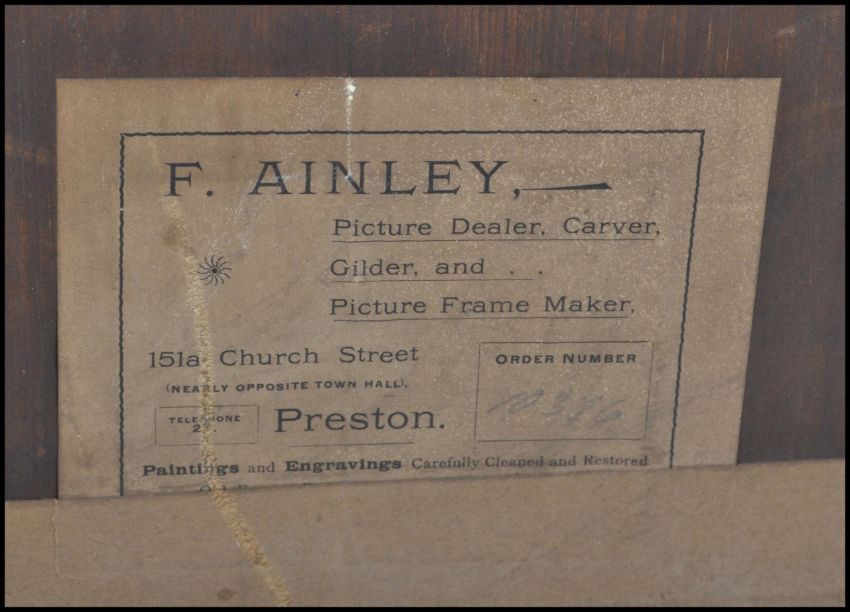 F. AINLEY,
Picture Dealer, Carver,
Gilder, and . .
Picture Frame Maker,
151a Church Street
(NEARLY OPPOSITE TOWN HALL),
ORDER NUMBER
TELEPHONE
Preston.
Paintings and Engravings Carefully Cleaned and Restored.